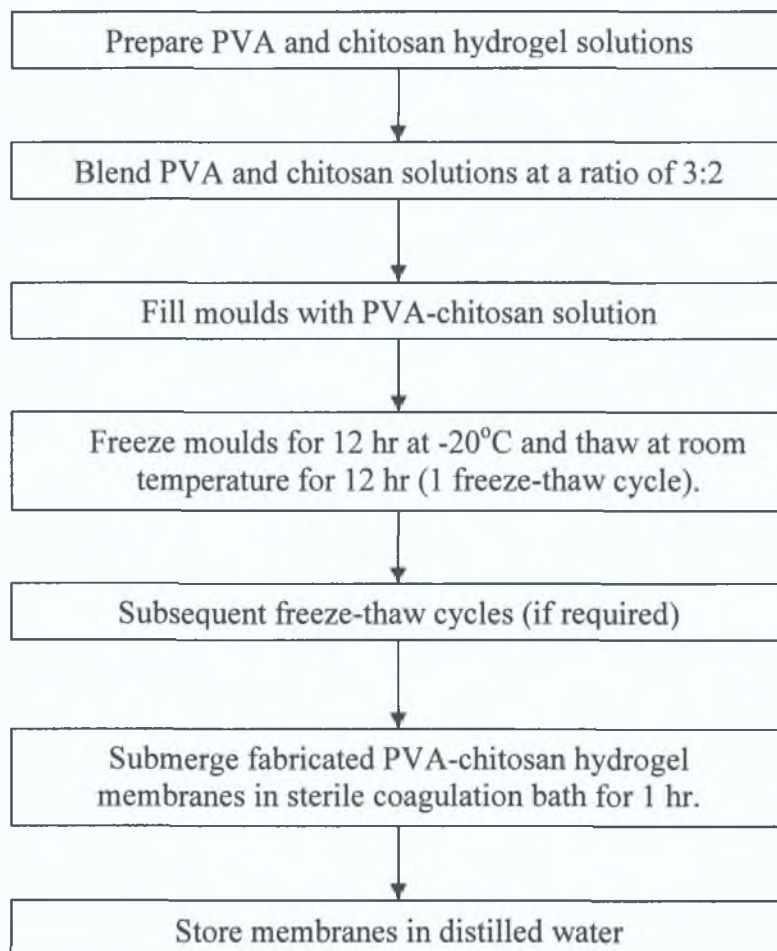 Prepare PVA and chitosan hydrogel solutions
Blend PVA and chitosan solutions at a ratio of 3:2
Fill moulds with PVA-chitosan solution
Freeze moulds for 12 hr at -20°C and thaw at room
temperature for 12 hr (1 freeze-thaw cycle).
Subsequent freeze-thaw cycles (if required)
Submerge fabricated PVA-chitosan hydrogel
membranes in sterile coagulation bath for 1 hr.
Store membranes in distilled water